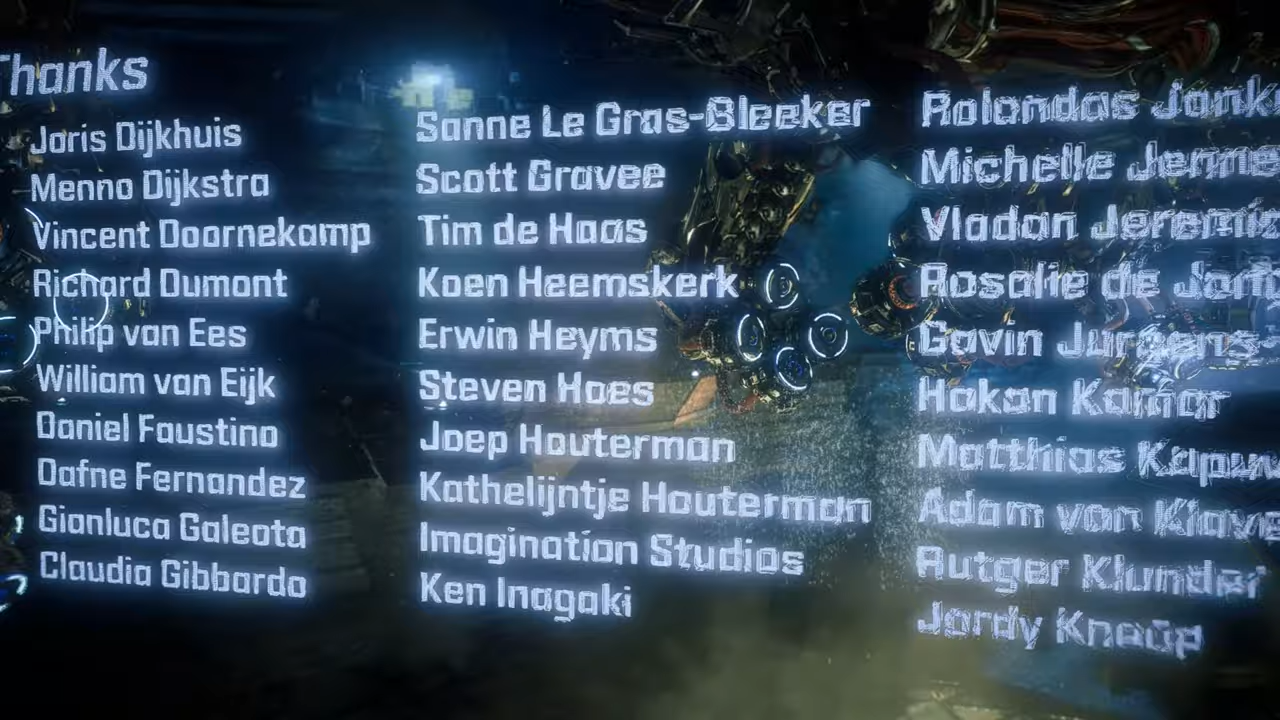 Thanks
Joris Dijkhuis
Menno Dijkstra
Vincent Doornekamp
Richard Dumont
Philip van Ees
William van Eijk
Daniel Faustino
Dafne Fernandez
Gianluca Galeota
Claudia Gibbardo
Sanne Le Gras-Bleeker
Scott Gravee
Tim de Haas
Koen Heemskerk
Erwin Heyms
Steven Hoes
Joep Houterman
Kathelijntje Houterman
Imagination Studios
Ken Inagaki
Rolandas
Michelle
Vladan
Rosalie de
Gavin
Hakan Kamar
Matthias
Adam van
Rutger Klunder
Jordy Knoop